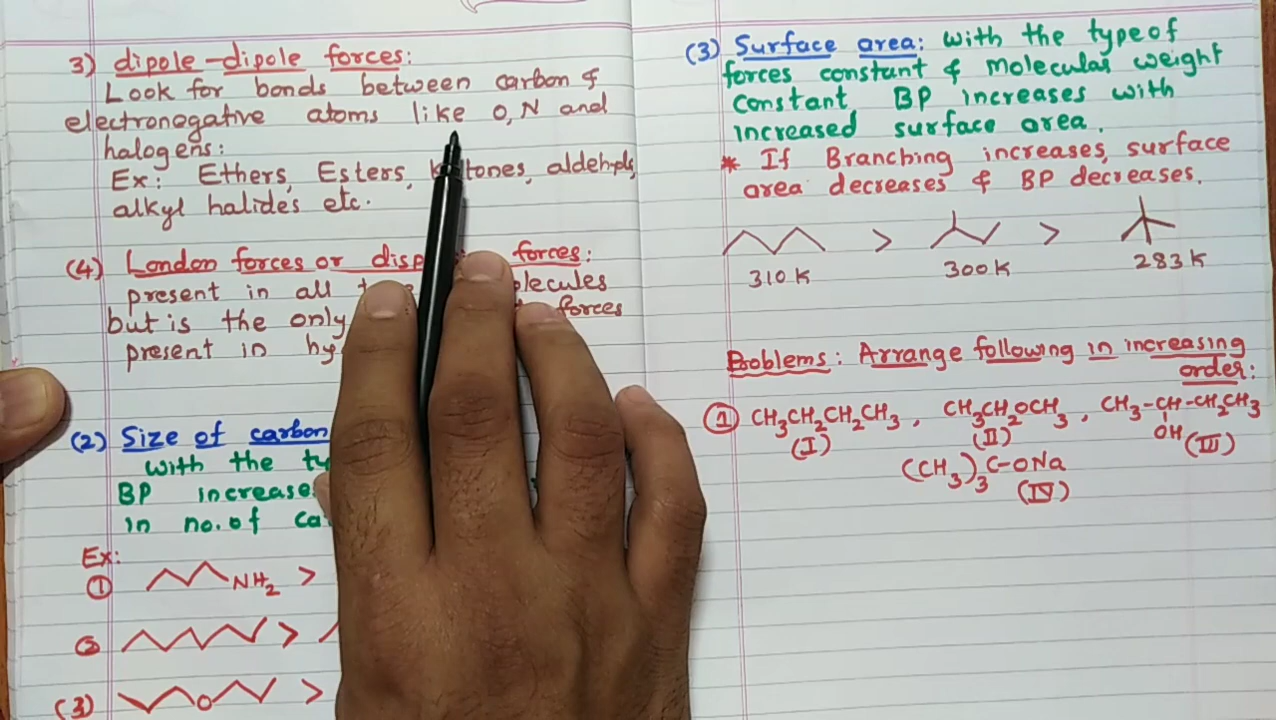 3) dipole-dipole forces:
Look for bonds between carbon &
electronogative atoms like O, N and
halogens:
Ex: Ethers, Esters, tones, aldehyds,
alkyl halides etc.
(4) London forces or forces:
present in all
but is the only forces
present in
(2) Size of carbon
with the
BP increase
in no. of
Ex:
① NH2 >
② >
(3) O >
(3) Surface area: with the type of
forces constant & Molecular weight
constant, BP increases with
increased surface area.
* If Branching increases, surface
area decreases & BP decreases.
> >
310 K 300 K 283 K
Problems: Arrange following in increasing
order:
① CH3CH2CH2CH3, CH3CH2OCH3, CH3-CH-CH2CH3
(I) (II) OH (III)
(CH3)3C-ONa
(IV)